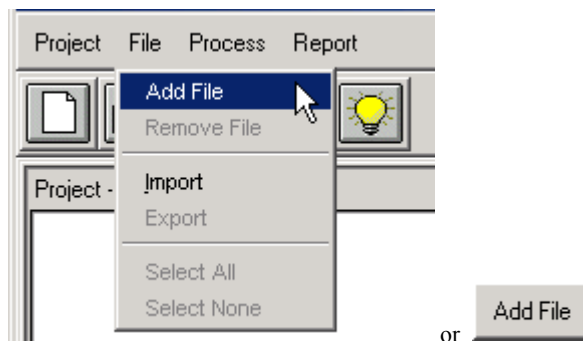 Project File Process Report
Add File
Remove File
Import
Project -
Export
Select All
Select None
or Add File